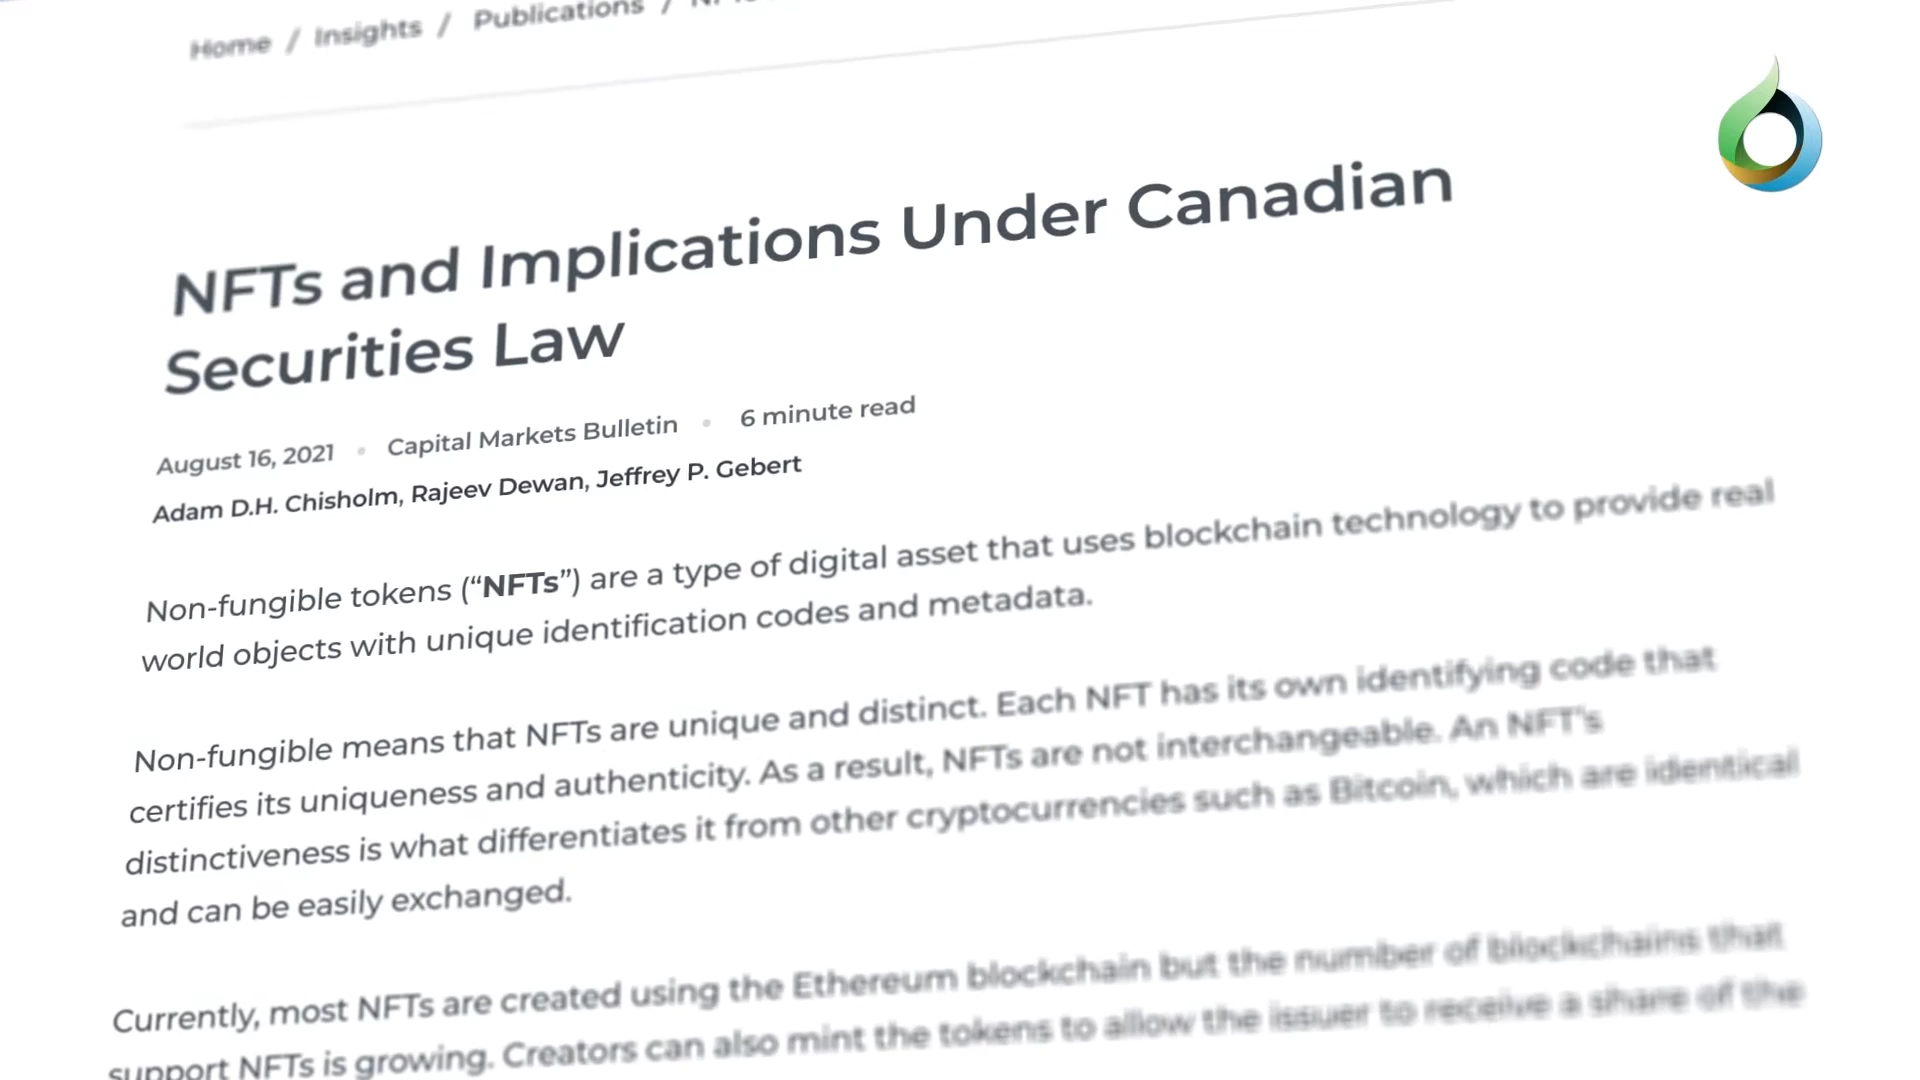 Home / Insights / Publications /
NFTs and Implications Under Canadian
Securities Law
August 16, 2021 • Capital Markets Bulletin • 6 minute read
Adam D.H. Chisholm, Rajeev Dewan, Jeffrey P. Gebert
Non-fungible tokens (“NFTs”) are a type of digital asset that uses blockchain technology to provide real
world objects with unique identification codes and metadata.
Non-fungible means that NFTs are unique and distinct. Each NFT has its own identifying code that
certifies its uniqueness and authenticity. As a result, NFTs are not interchangeable. An NFT's
distinctiveness is what differentiates it from other cryptocurrencies such as Bitcoin, which are identical
and can be easily exchanged.
Currently, most NFTs are created using the Ethereum blockchain but the number of blockchains that
support NFTs is growing. Creators can also mint the tokens to allow the issuer to receive a share of the